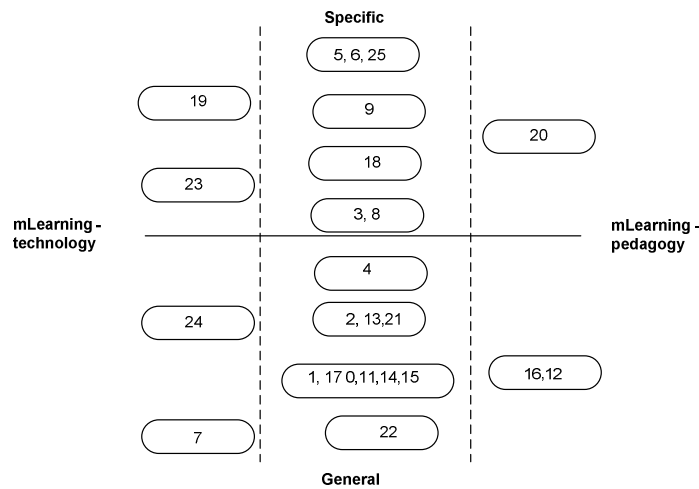 Specific
5, 6, 25
19
9
20
18
23
3, 8
mLearning -
technology
mLearning -
pedagogy
4
24
2, 13,21
1, 17 0,11,14,15
16,12
7
22
General